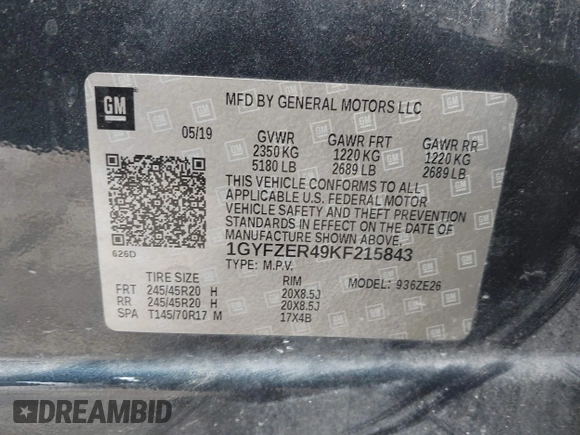 GM
MFD BY GENERAL MOTORS LLC
05/19
GVWR GAWR FRT GAWR RR
2350 KG 1220 KG 1220 KG
5180 LB 2689 LB 2689 LB
THIS VEHICLE CONFORMS TO ALL
APPLICABLE U.S. FEDERAL MOTOR
VEHICLE SAFETY AND THEFT PREVENTION
STANDARDS IN EFFECT ON THE DATE OF
MANUFACTURE SHOWN ABOVE.
626D
1GYFZER49KF215843
TYPE: M.P.V.
MODEL: 936ZE26
TIRE SIZE RIM
FRT 245/45R20 H 20X8.5J
RR 245/45R20 H 20X8.5J
SPA T145/70R17 M 17X4B
DREAMBID